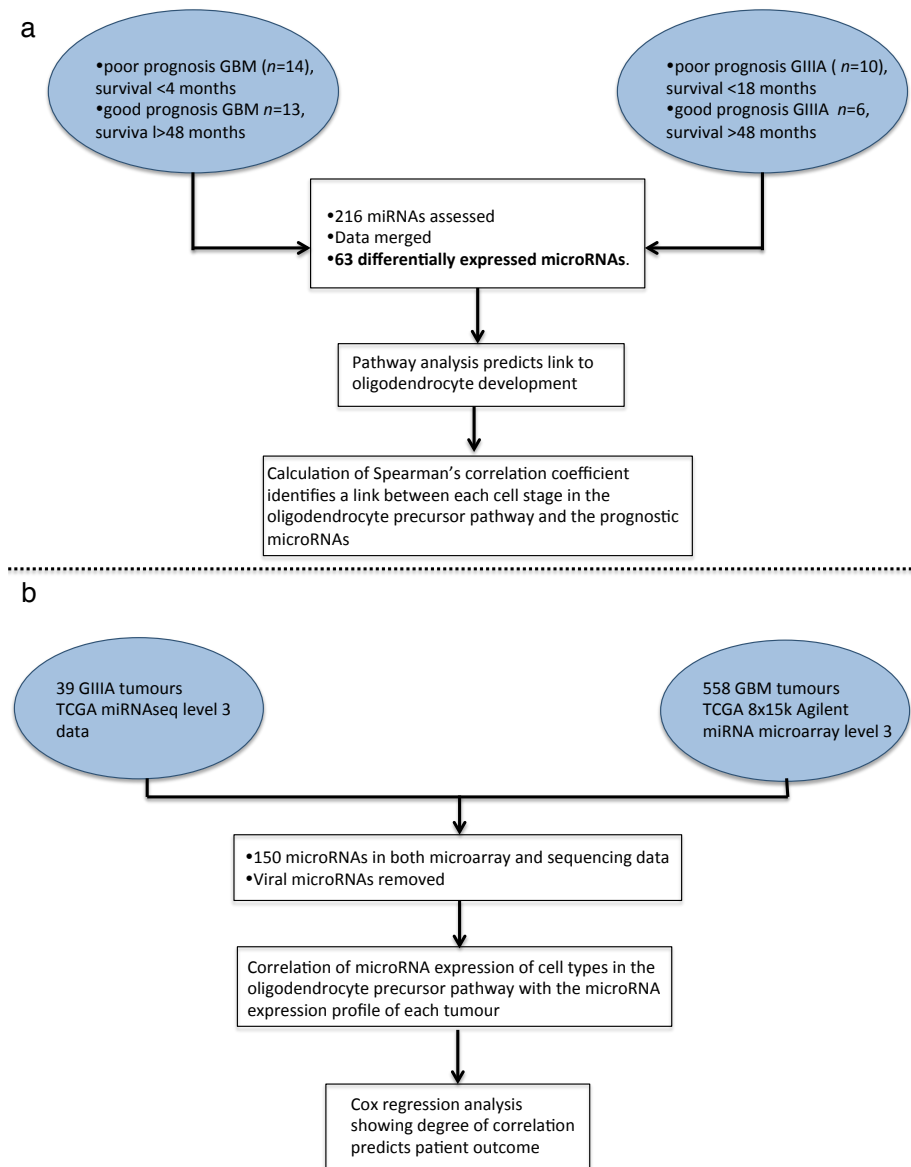 a
•poor prognosis GBM (n=14),
survival <4 months
•good prognosis GBM n=13,
surviva l>48 months
•poor prognosis GIIIA ( n=10),
survival <18 months
•good prognosis GIIIA n=6,
survival >48 months
•216 miRNAs assessed
•Data merged
•63 differentially expressed microRNAs.
Pathway analysis predicts link to
oligodendrocyte development
Calculation of Spearman's correlation coefficient
identifies a link between each cell stage in the
oligodendrocyte precursor pathway and the prognostic
microRNAs
b
39 GIIIA tumours
TCGA miRNAseq level 3
data
558 GBM tumours
TCGA 8x15k Agilent
miRNA microarray level 3
•150 microRNAs in both microarray and sequencing data
•Viral microRNAs removed
Correlation of microRNA expression of cell types in the
oligodendrocyte precursor pathway with the microRNA
expression profile of each tumour
Cox regression analysis
showing degree of correlation
predicts patient outcome